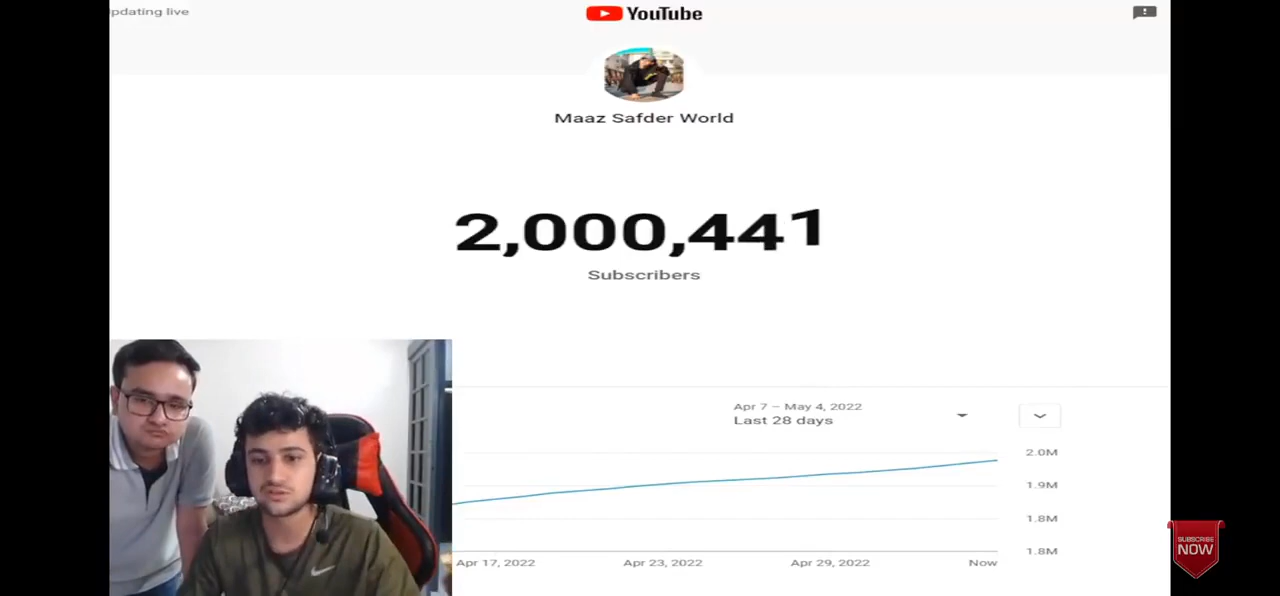 pdating live
YouTube
Maaz Safder World
2,000,441
Subscribers
Apr 7 – May 4, 2022
Last 28 days
2.0M
1.9M
1.8M
1.8M
Apr 17, 2022
Apr 23, 2022
Apr 29, 2022
Now
SUBSCRIBE
NOW